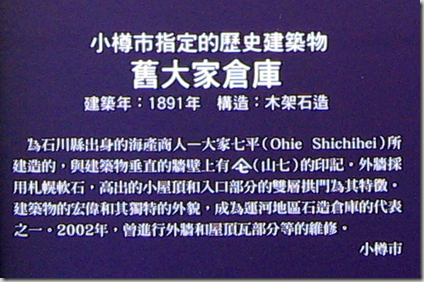 小樽市指定的歷史建築物
舊大家倉庫
建築年：1891年　構造：木架石造
為石川縣出身的海產商人—大家七平(Ohie Shichihei)所
建造的，與建築物垂直的牆壁上有(山七)的印記。外牆採
用札幌軟石，高出的小屋頂和入口部分的雙層拱門為其特徵。
建築物的宏偉和其獨特的外貌，成為運河地區石造倉庫的代表
之一。2002年，曾進行外牆和屋頂瓦部分等的維修。
小樽市